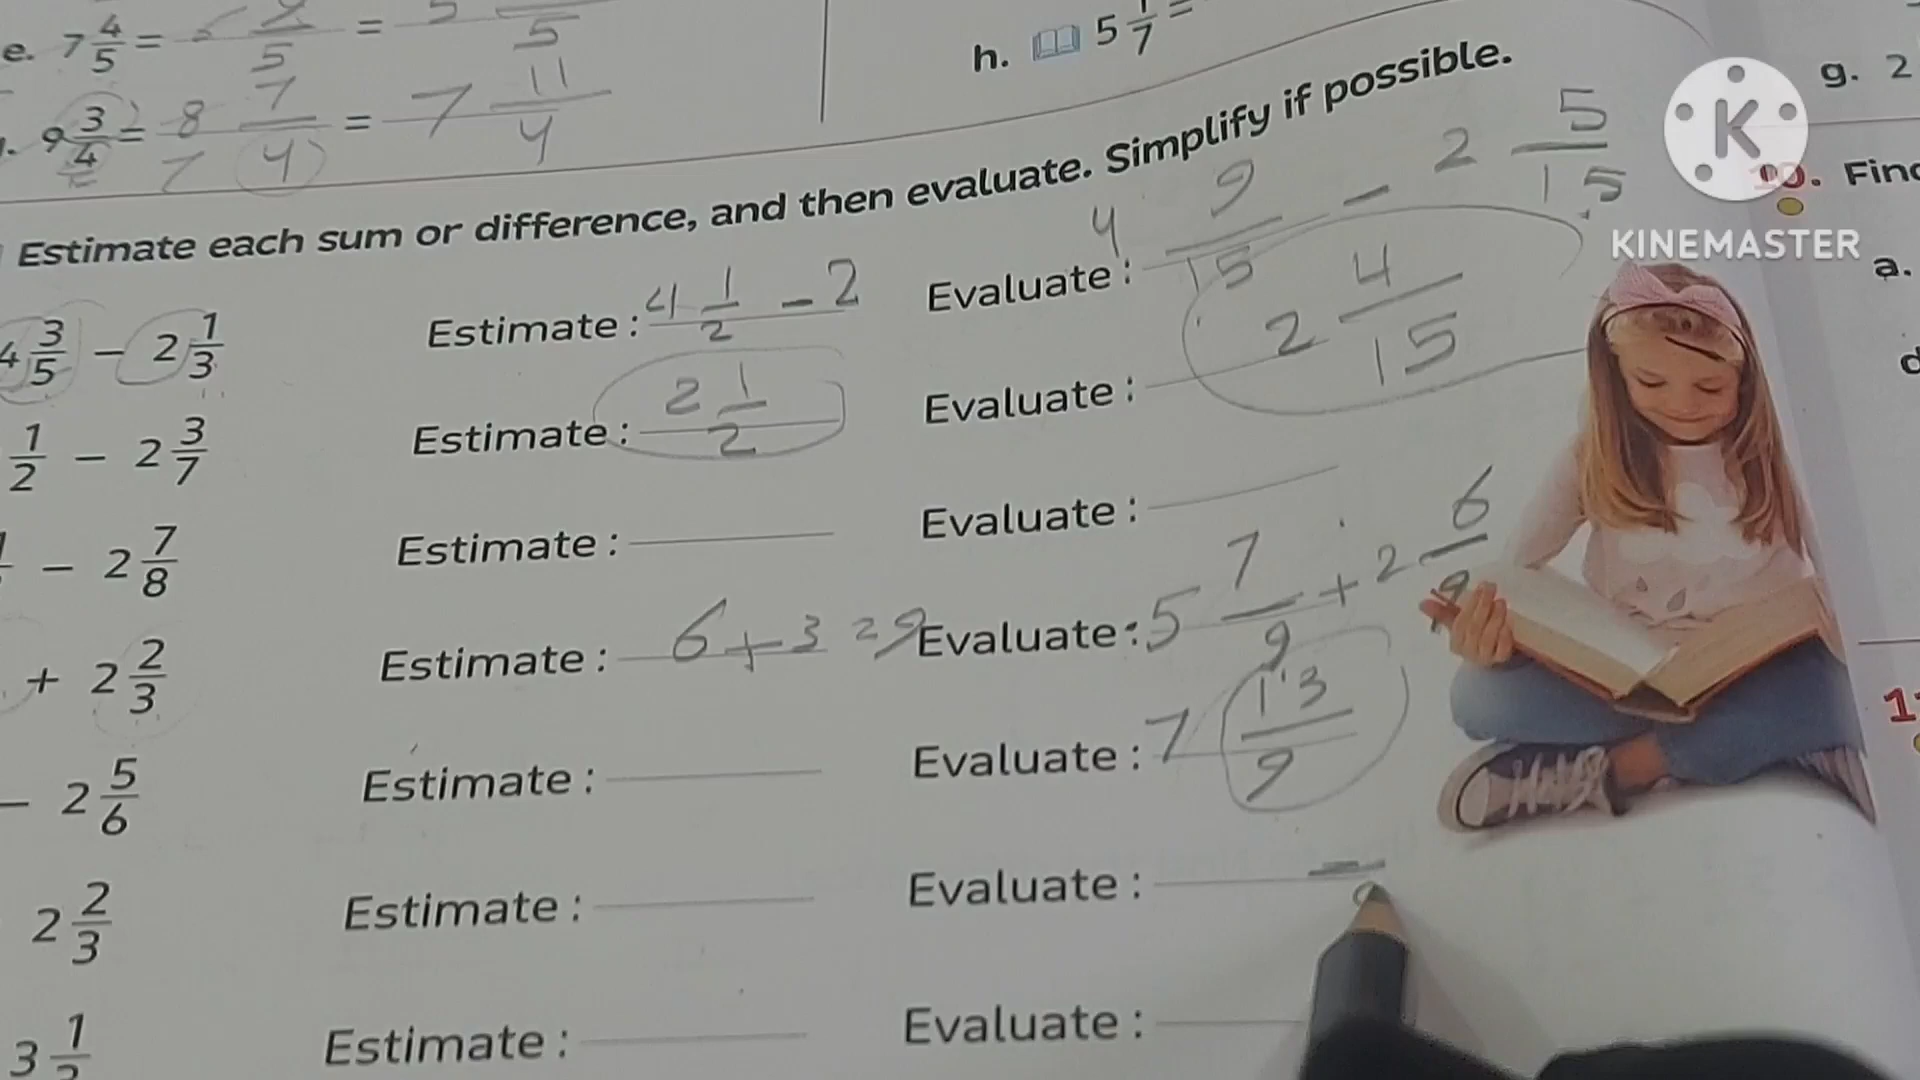 e. 7 4/5 = 5 = 5
h. 5 1/7 =
g. 2
9 3/4 = 8 7/4 = 7 11/4
7
K
KINEMASTER
Estimate each sum or difference, and then evaluate. Simplify if possible.
10. Find
a.
4 3/5 − 2 1/3 Estimate : 4 1/2 − 2 Evaluate : 4 9/15 − 2 5/15
1/2 − 2 3/7 Estimate : 2 1/2 Evaluate : 2 4/15
− 2 7/8 Estimate : Evaluate :
+ 2 2/3 Estimate : 6 + 3 = 9 Evaluate : 5 7/9 + 2 6/9
− 2 5/6 Estimate : Evaluate : 7 13/9
2 2/3 Estimate : Evaluate :
3 1 Estimate : Evaluate :